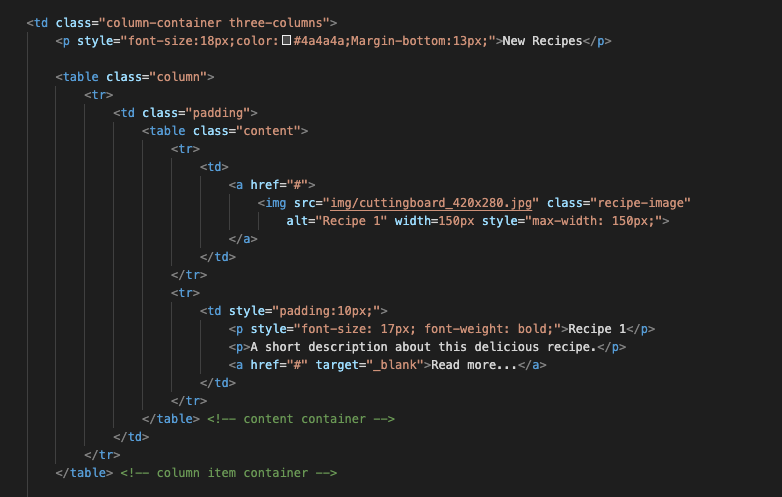 <td class="column-container three-columns">
<p style="font-size:18px;color:#4a4a4a;Margin-bottom:13px;">New Recipes</p>
<table class="column">
<tr>
<td class="padding">
<table class="content">
<tr>
<td>
<a href="#">
<img src="img/cuttingboard_420x280.jpg" class="recipe-image"
alt="Recipe 1" width=150px style="max-width: 150px;">
</a>
</td>
</tr>
<tr>
<td style="padding:10px;">
<p style="font-size: 17px; font-weight: bold;">Recipe 1</p>
<p>A short description about this delicious recipe.</p>
<a href="#" target="_blank">Read more...</a>
</td>
</tr>
</table> <!-- content container -->
</td>
</tr>
</table> <!-- column item container -->